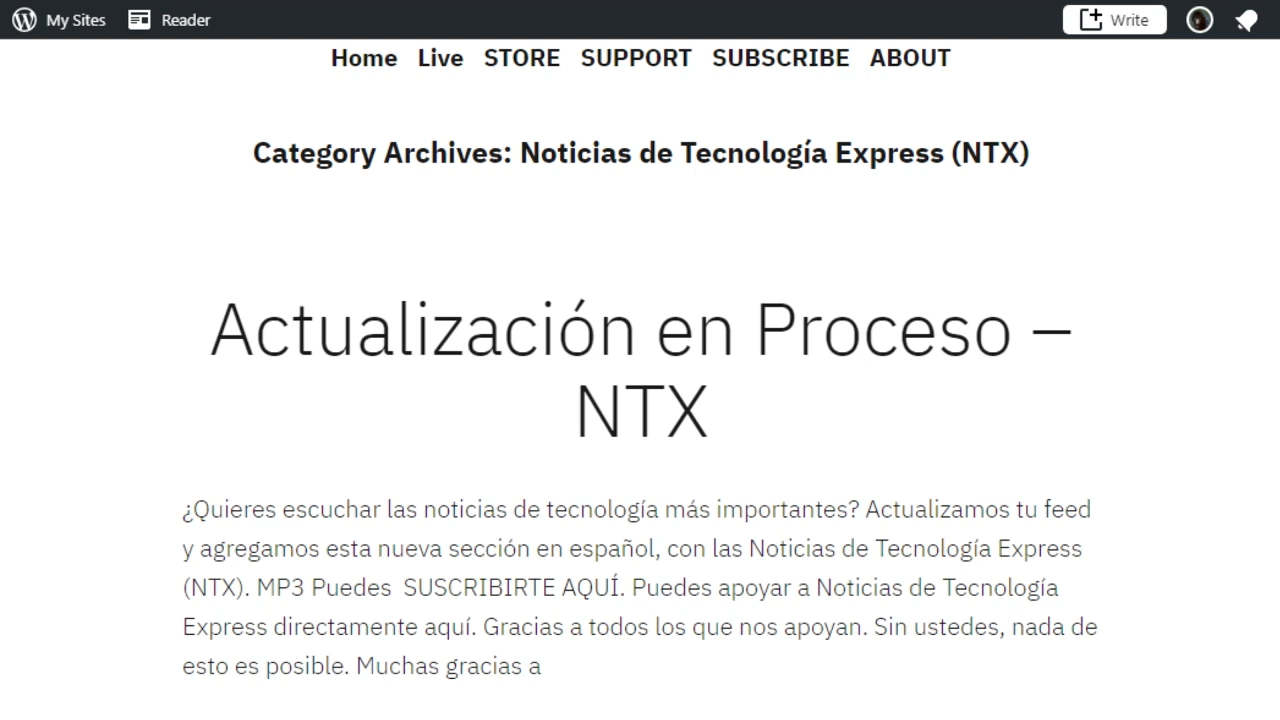 My Sites Reader Write
Home Live STORE SUPPORT SUBSCRIBE ABOUT
Category Archives: Noticias de Tecnología Express (NTX)
Actualización en Proceso –
NTX
¿Quieres escuchar las noticias de tecnología más importantes? Actualizamos tu feed
y agregamos esta nueva sección en español, con las Noticias de Tecnología Express
(NTX). MP3 Puedes  SUSCRIBIRTE AQUÍ. Puedes apoyar a Noticias de Tecnología
Express directamente aquí. Gracias a todos los que nos apoyan. Sin ustedes, nada de
esto es posible. Muchas gracias a